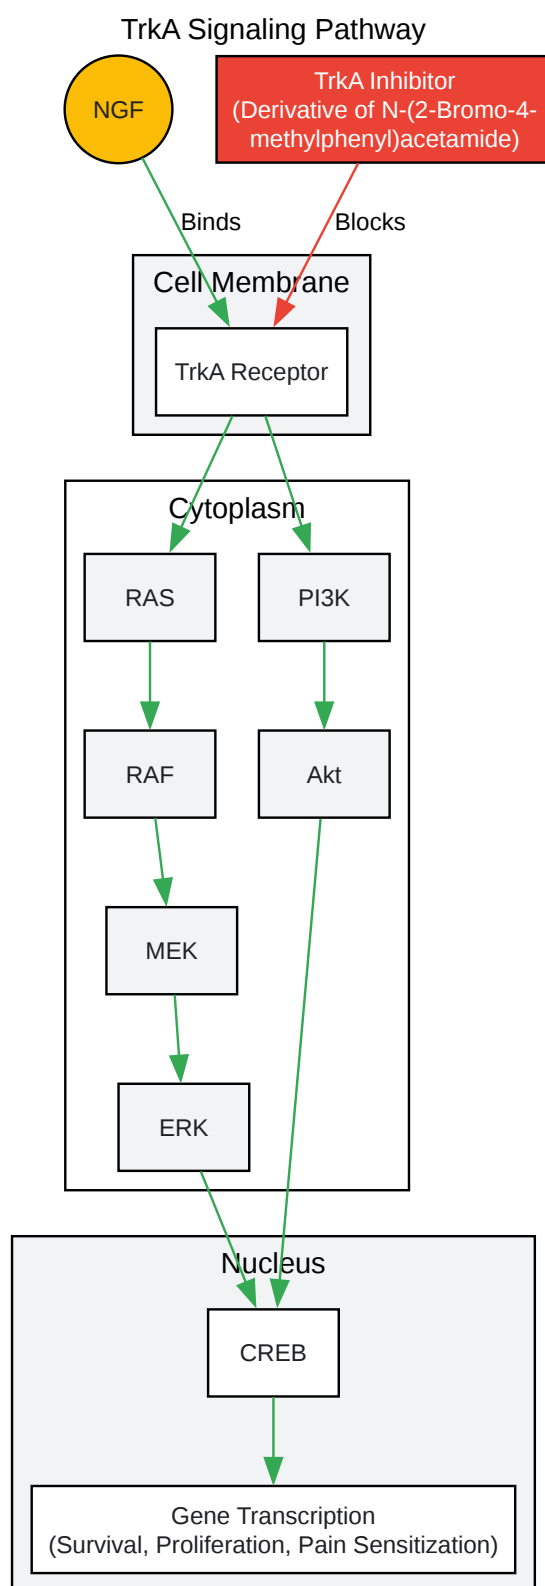 TrkA Signaling Pathway
NGF
TrkA Inhibitor
(Derivative of N-(2-Bromo-4-
methylphenyl)acetamide)
Binds
Blocks
Cell Membrane
TrkA Receptor
Cytoplasm
RAS
PI3K
RAF
Akt
MEK
ERK
Nucleus
CREB
Gene Transcription
(Survival, Proliferation, Pain Sensitization)